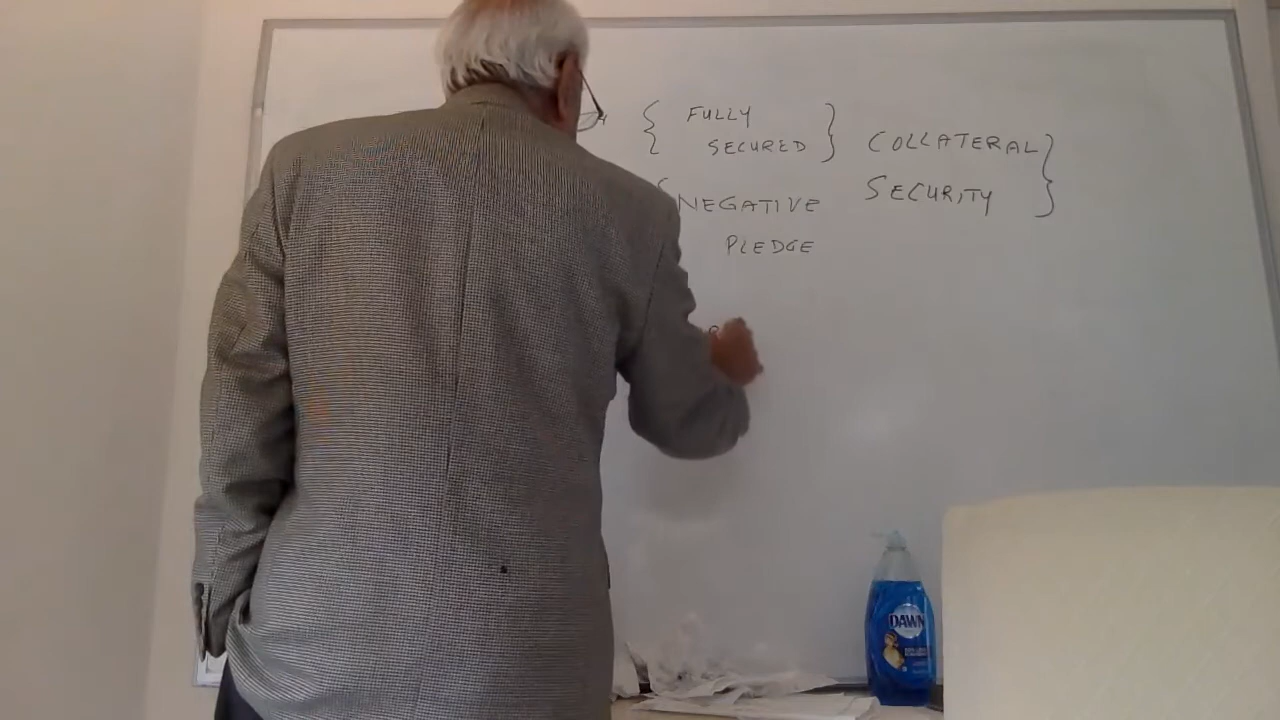 FULLY
SECURED
COLLATERAL
SECURITY
NEGATIVE
PLEDGE
DAWN